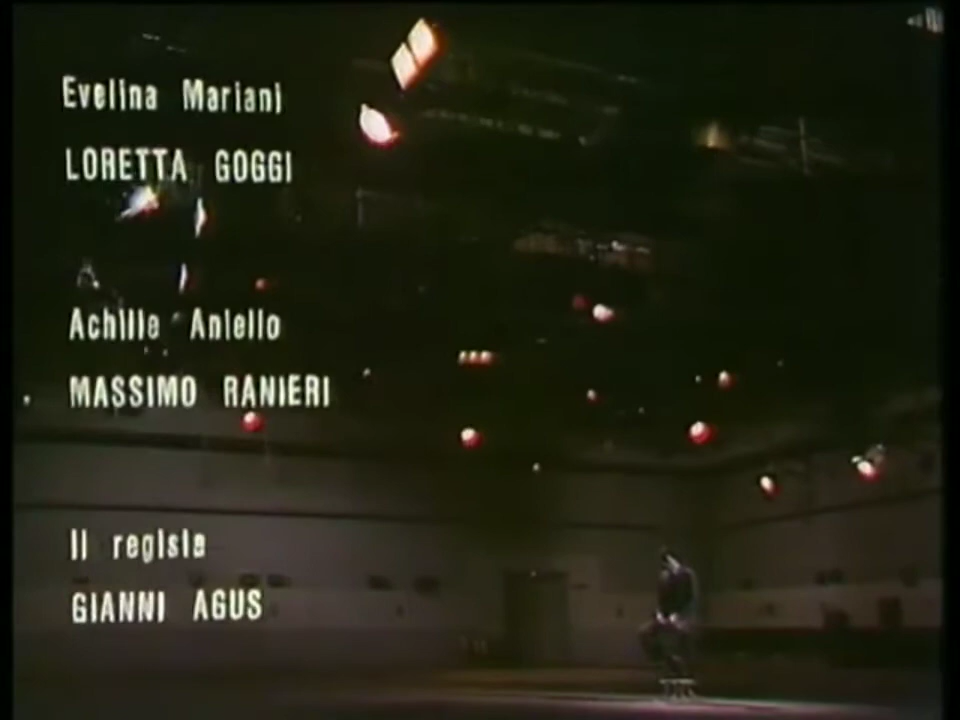 Evelina Mariani
LORETTA GOGGI
Achille Aniello
MASSIMO RANIERI
Il regista
GIANNI AGUS